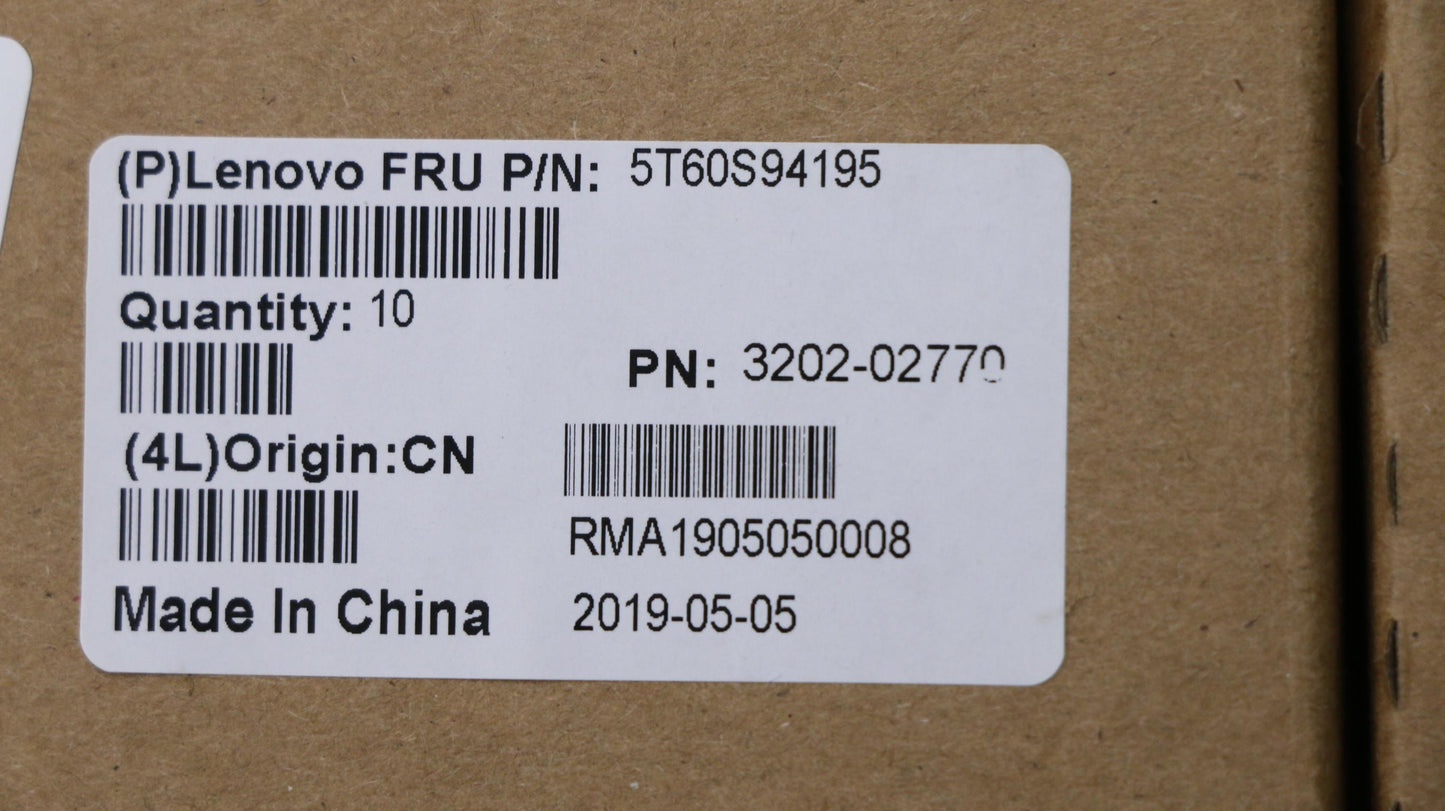 (P)Lenovo FRU P/N: 5T60S94195
Quantity: 10
PN: 3202-02770
(4L)Origin:CN
RMA1905050008
Made In China 2019-05-05